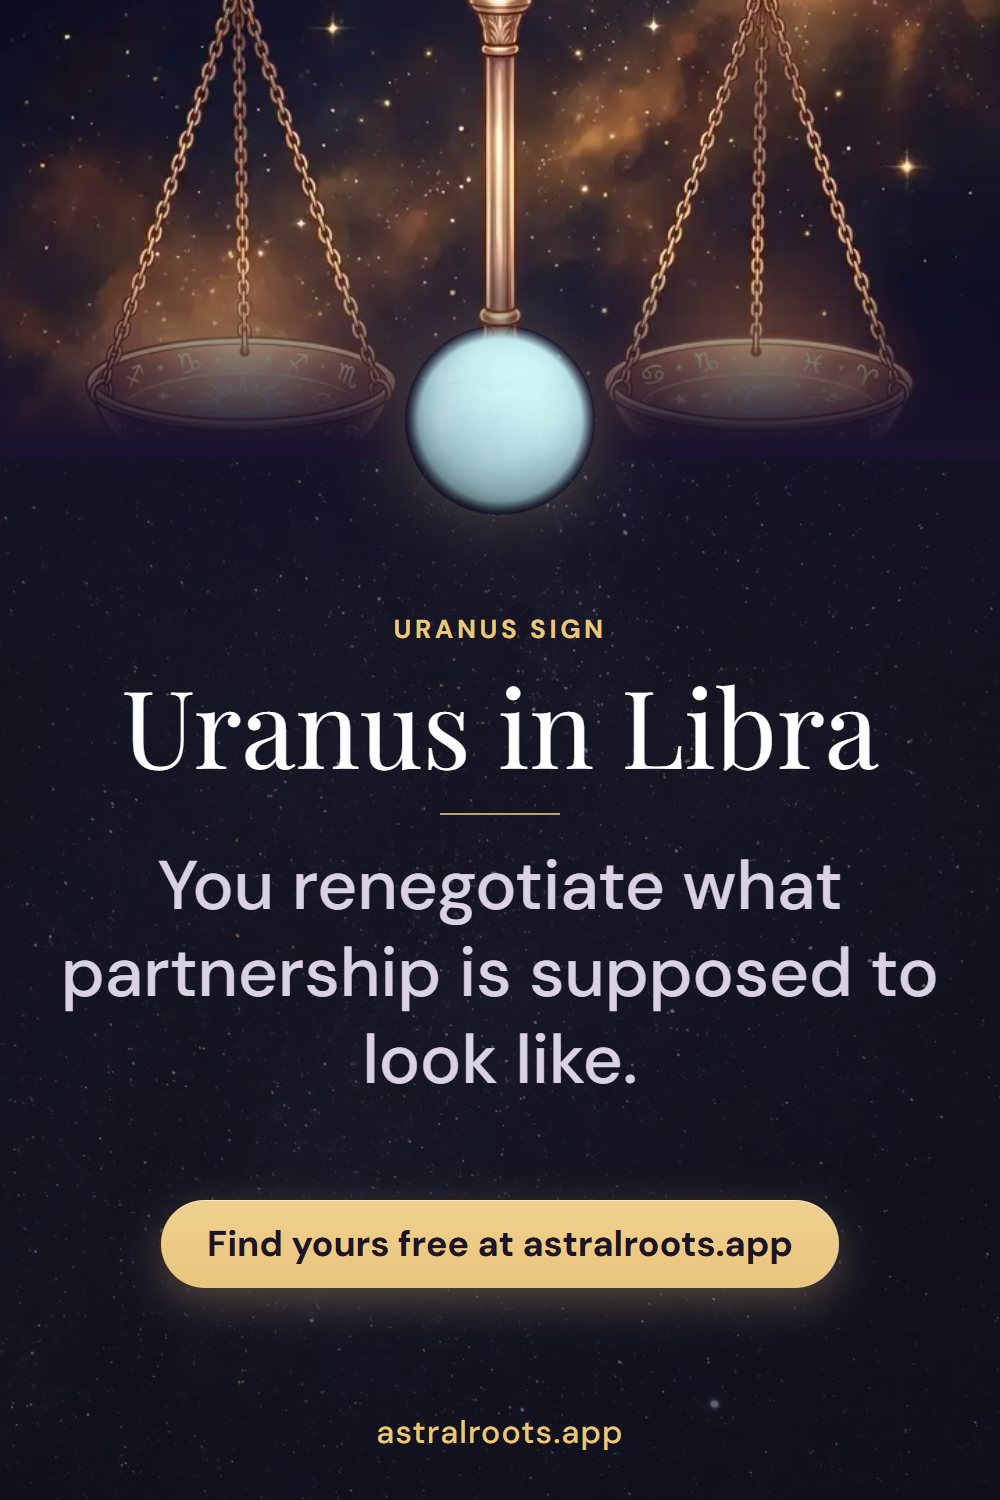 URANUS SIGN
Uranus in Libra
You renegotiate what
partnership is supposed to
look like.
Find yours free at astralroots.app
astralroots.app